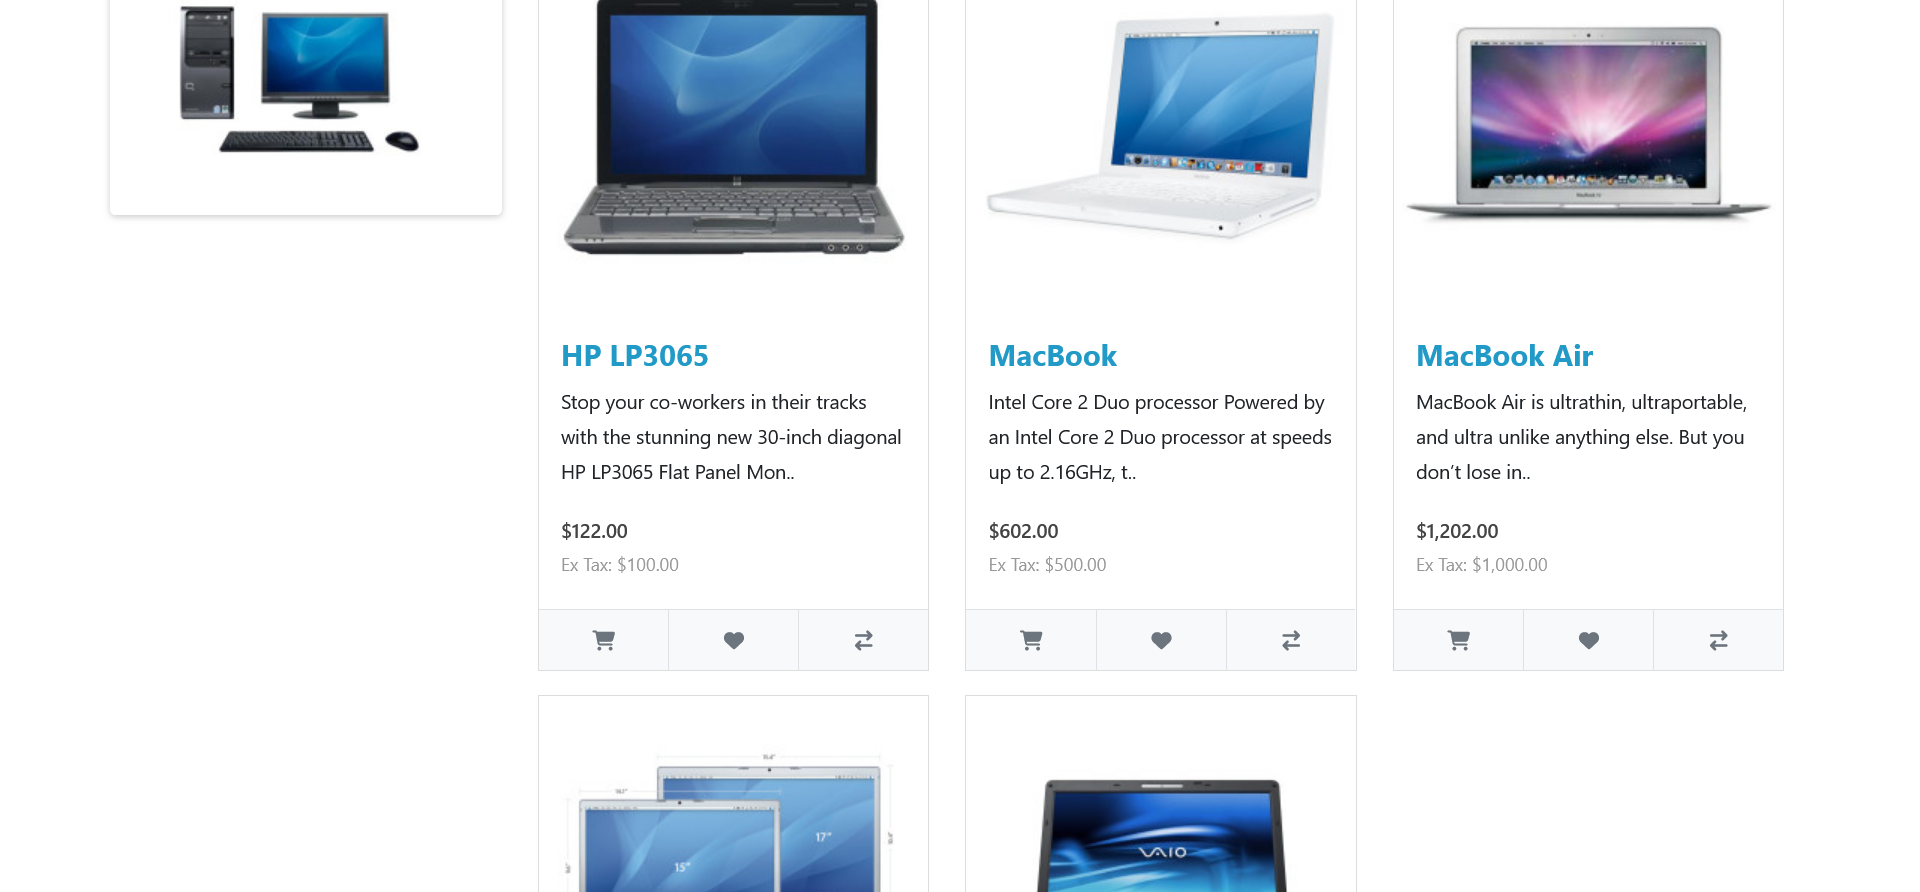 HP LP3065
Stop your co-workers in their tracks
with the stunning new 30-inch diagonal
HP LP3065 Flat Panel Mon..
$122.00
Ex Tax: $100.00
MacBook
Intel Core 2 Duo processor Powered by
an Intel Core 2 Duo processor at speeds
up to 2.16GHz, t..
$602.00
Ex Tax: $500.00
MacBook Air
MacBook Air is ultrathin, ultraportable,
and ultra unlike anything else. But you
don’t lose in..
$1,202.00
Ex Tax: $1,000.00
17"
15"
VAIO